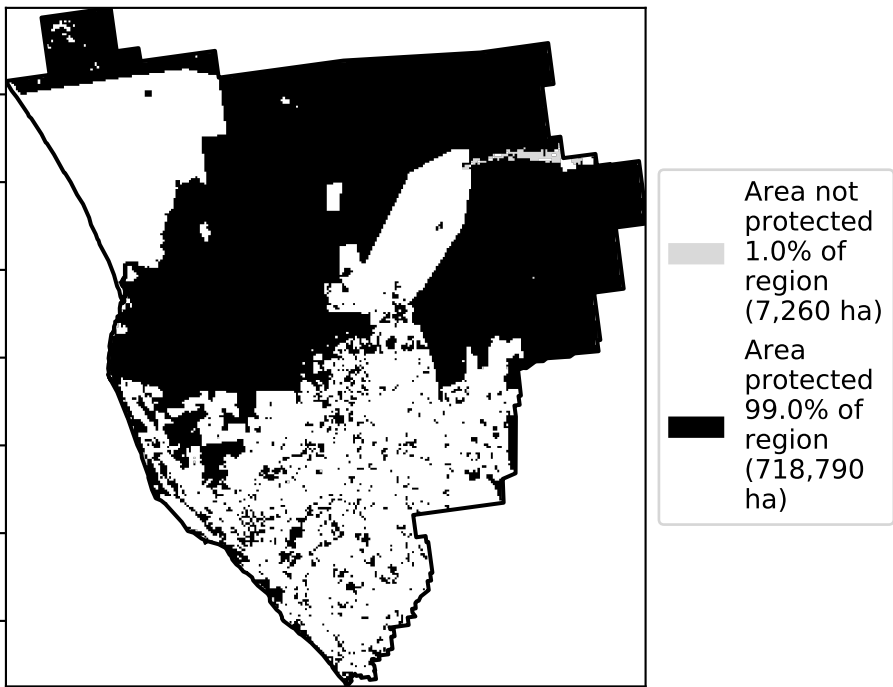 Area not
protected
1.0% of
region
(7,260 ha)
Area
protected
99.0% of
region
(718,790
ha)